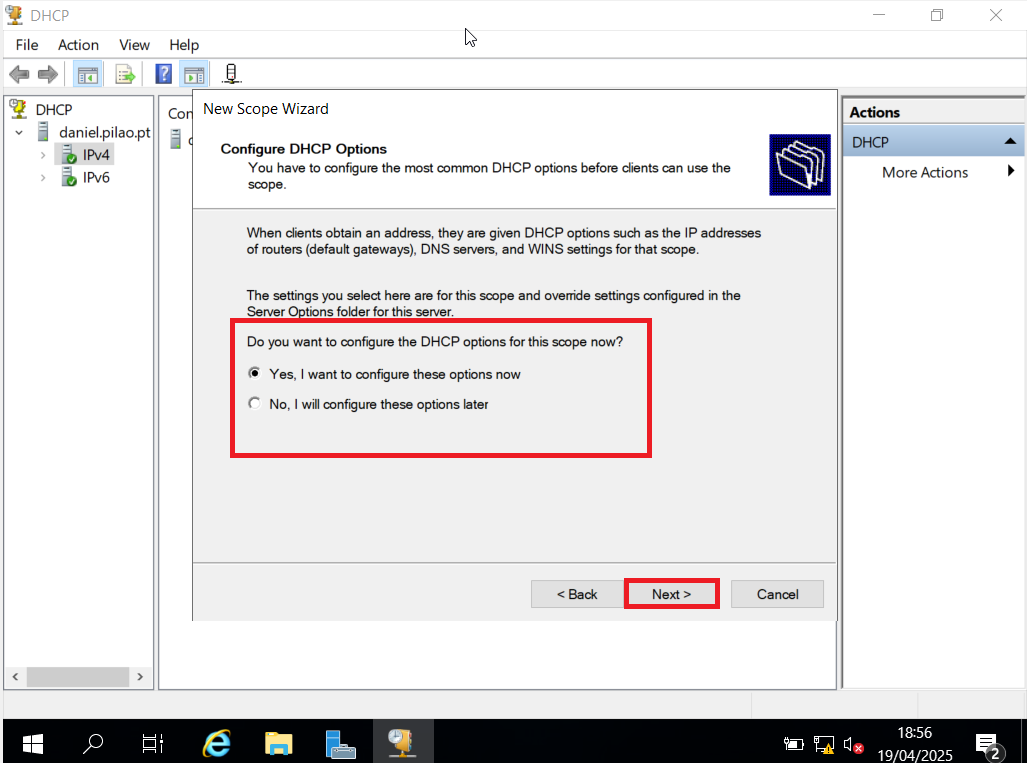 DHCP
File Action View Help
DHCP
daniel.pilao.pt
IPv4
IPv6
New Scope Wizard
Configure DHCP Options
You have to configure the most common DHCP options before clients can use the
scope.
When clients obtain an address, they are given DHCP options such as the IP addresses
of routers (default gateways), DNS servers, and WINS settings for that scope.
The settings you select here are for this scope and override settings configured in the
Server Options folder for this server.
Do you want to configure the DHCP options for this scope now?
Yes, I want to configure these options now
No, I will configure these options later
< Back Next > Cancel
Actions
DHCP
More Actions
18:56
19/04/2025
2